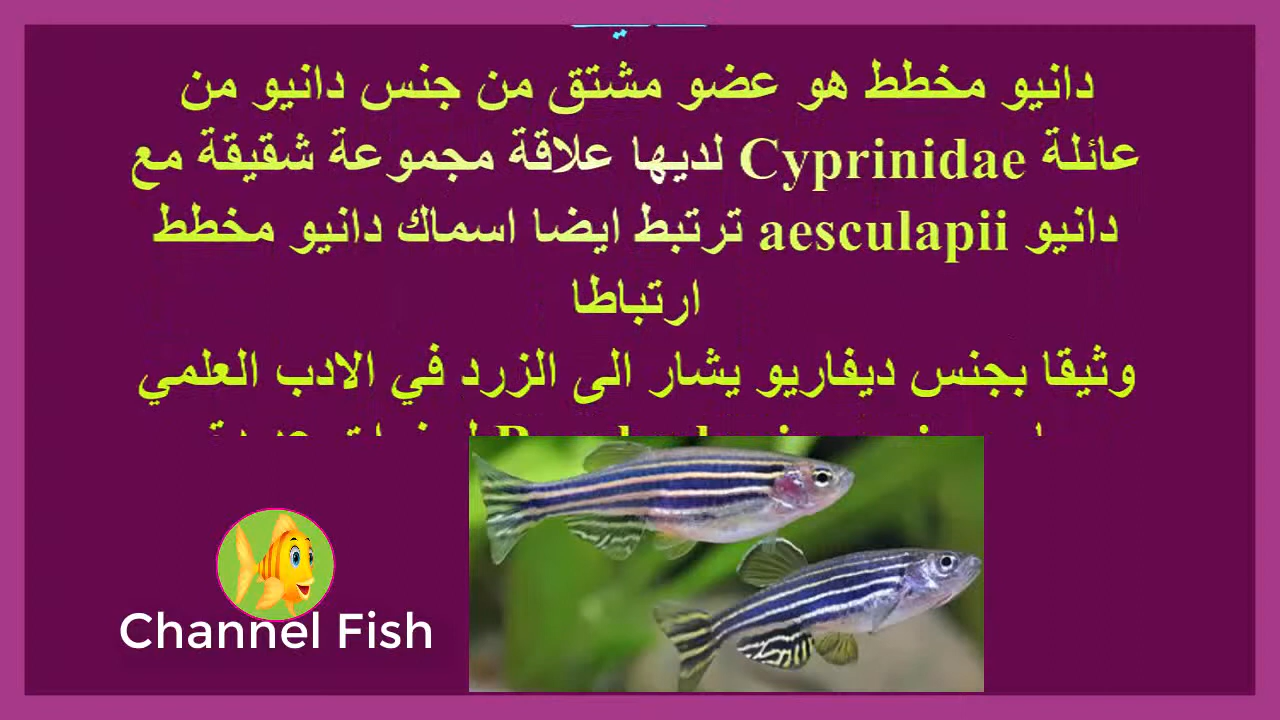 دانيو مخطط هو عضو مشتق من جنس دانيو من
عائلة Cyprinidae لديها علاقة مجموعة شقيقة مع
دانيو aesculapii ترتبط ايضا اسماك دانيو مخطط
ارتباطا
وثيقا بجنس ديفاريو يشار الى الزرد في الادب العلمي
Channel Fish